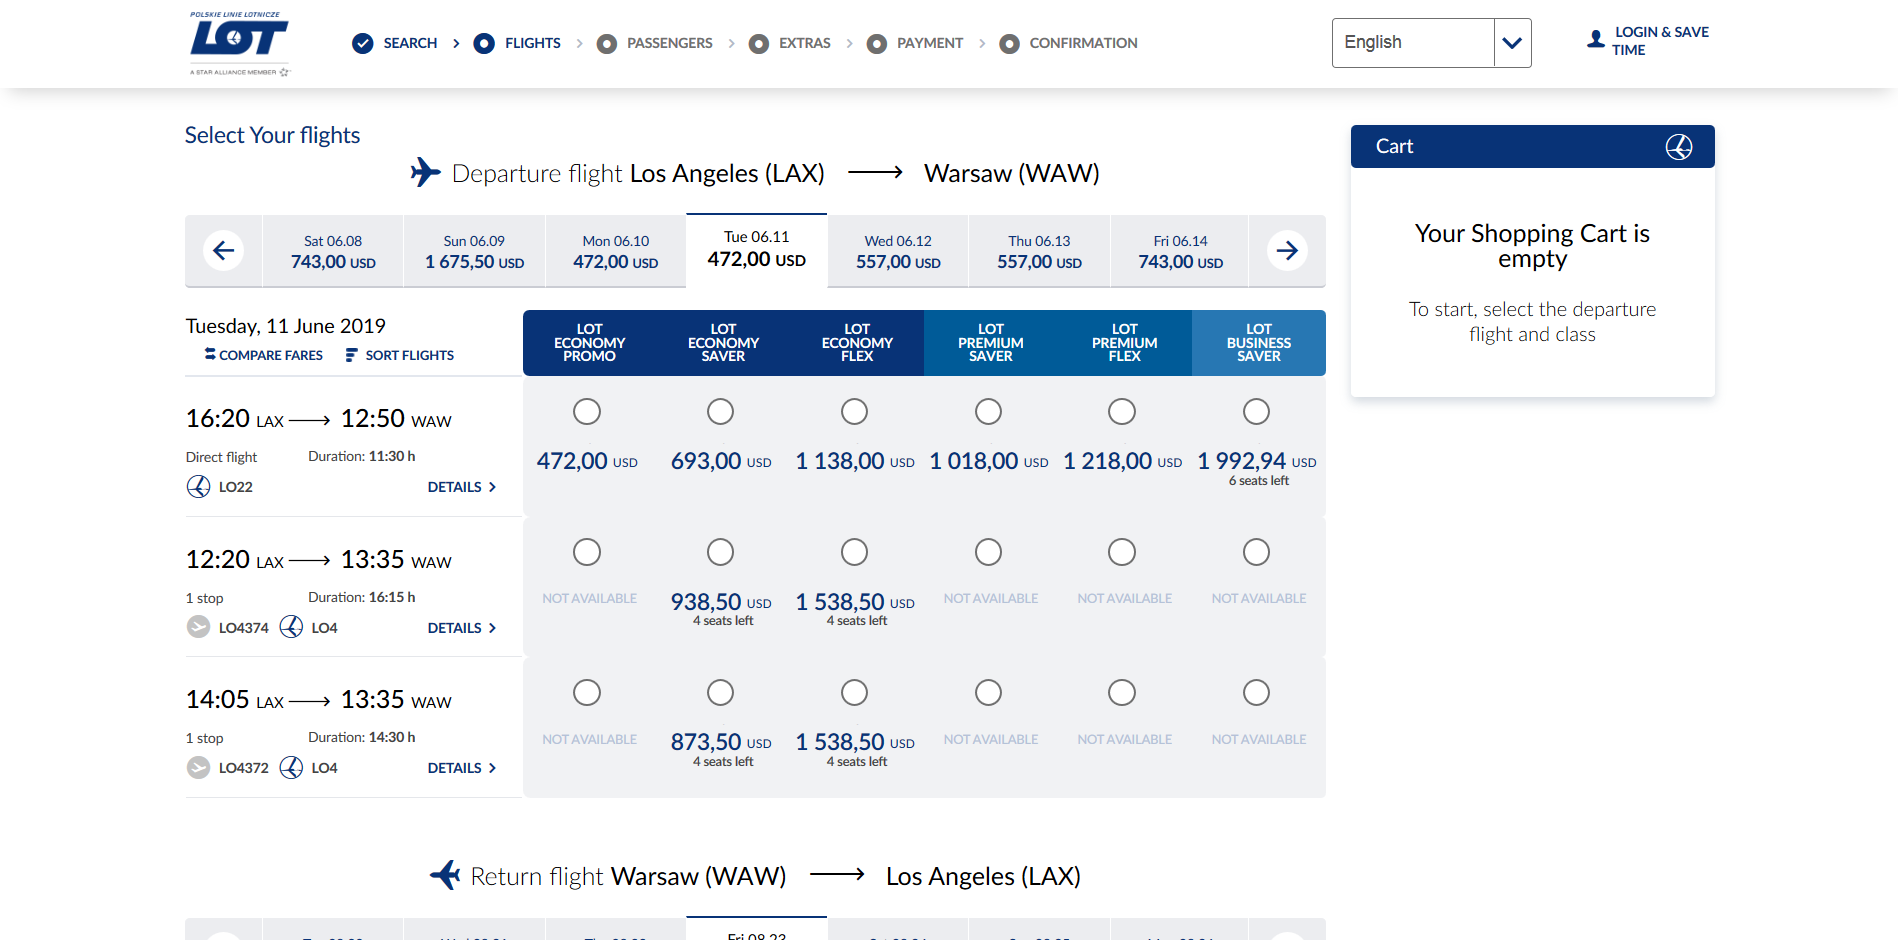 POLSKIE LINIE LOTNICZE
LOT
A STAR ALLIANCE MEMBER
SEARCH
FLIGHTS
PASSENGERS
EXTRAS
PAYMENT
CONFIRMATION
English
LOGIN & SAVE
TIME
Select Your flights
Departure flight Los Angeles (LAX) Warsaw (WAW)
Sat 06.08
743,00 USD
Sun 06.09
1 675,50 USD
Mon 06.10
472,00 USD
Tue 06.11
472,00 USD
Wed 06.12
557,00 USD
Thu 06.13
557,00 USD
Fri 06.14
743,00 USD
Tuesday, 11 June 2019
COMPARE FARES
SORT FLIGHTS
LOT
ECONOMY
PROMO
LOT
ECONOMY
SAVER
LOT
ECONOMY
FLEX
LOT
PREMIUM
SAVER
LOT
PREMIUM
FLEX
LOT
BUSINESS
SAVER
16:20 LAX 12:50 WAW
Direct flight Duration: 11:30 h
LO22 DETAILS
472,00 USD
693,00 USD
1 138,00 USD
1 018,00 USD
1 218,00 USD
1 992,94 USD
6 seats left
12:20 LAX 13:35 WAW
1 stop Duration: 16:15 h
LO4374 LO4 DETAILS
NOT AVAILABLE
938,50 USD
4 seats left
1 538,50 USD
4 seats left
NOT AVAILABLE
NOT AVAILABLE
NOT AVAILABLE
14:05 LAX 13:35 WAW
1 stop Duration: 14:30 h
LO4372 LO4 DETAILS
NOT AVAILABLE
873,50 USD
4 seats left
1 538,50 USD
4 seats left
NOT AVAILABLE
NOT AVAILABLE
NOT AVAILABLE
Cart
Your Shopping Cart is
empty
To start, select the departure
flight and class
Return flight Warsaw (WAW) Los Angeles (LAX)
Fri 08.23